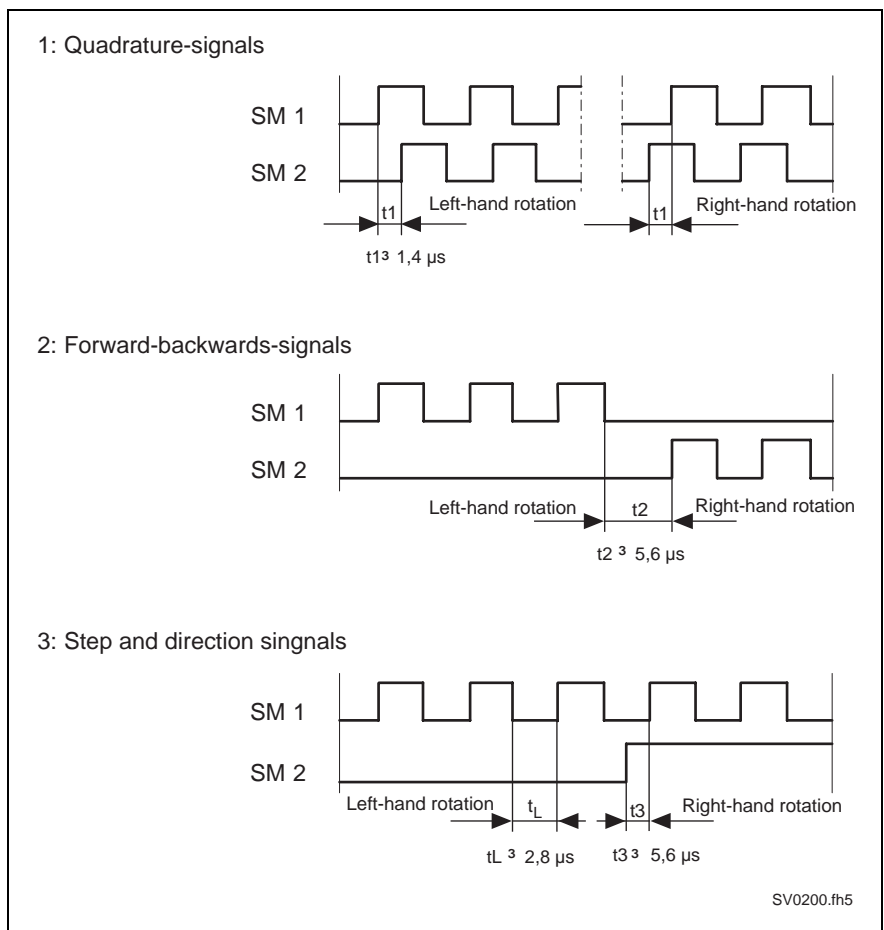 1: Quadrature-signals
SM 1
SM 2
t1
Left-hand rotation
t1
Right-hand rotation
t1³ 1,4 µs
2: Forward-backwards-signals
SM 1
SM 2
Left-hand rotation
t2
Right-hand rotation
t2 ³ 5,6 µs
3: Step and direction singnals
SM 1
SM 2
Left-hand rotation
tL
t3
Right-hand rotation
tL ³ 2,8 µs
t3 ³ 5,6 µs
SV0200.fh5